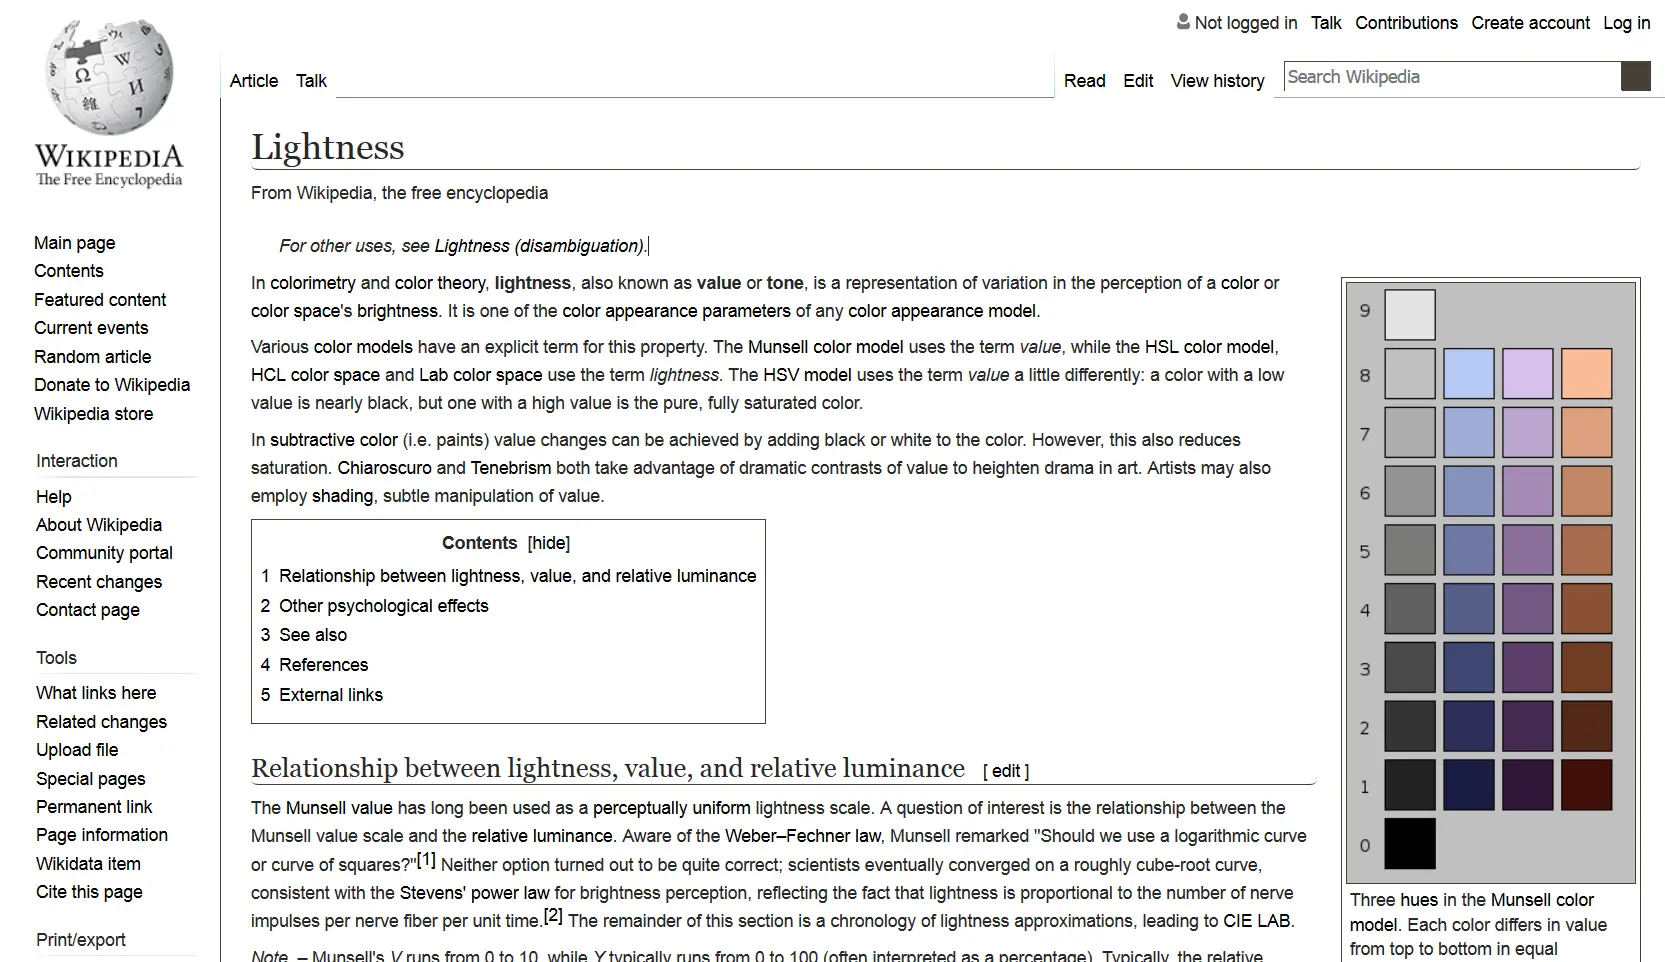 Not logged in Talk Contributions Create account Log in
Article Talk
Read Edit View history Search Wikipedia
WIKIPEDIA
The Free Encyclopedia
Main page
Contents
Featured content
Current events
Random article
Donate to Wikipedia
Wikipedia store
Interaction
Help
About Wikipedia
Community portal
Recent changes
Contact page
Tools
What links here
Related changes
Upload file
Special pages
Permanent link
Page information
Wikidata item
Cite this page
Print/export
Lightness
From Wikipedia, the free encyclopedia
For other uses, see Lightness (disambiguation).
In colorimetry and color theory, lightness, also known as value or tone, is a representation of variation in the perception of a color or
color space's brightness. It is one of the color appearance parameters of any color appearance model.
Various color models have an explicit term for this property. The Munsell color model uses the term value, while the HSL color model,
HCL color space and Lab color space use the term lightness. The HSV model uses the term value a little differently: a color with a low
value is nearly black, but one with a high value is the pure, fully saturated color.
In subtractive color (i.e. paints) value changes can be achieved by adding black or white to the color. However, this also reduces
saturation. Chiaroscuro and Tenebrism both take advantage of dramatic contrasts of value to heighten drama in art. Artists may also
employ shading, subtle manipulation of value.
Contents [hide]
1 Relationship between lightness, value, and relative luminance
2 Other psychological effects
3 See also
4 References
5 External links
Relationship between lightness, value, and relative luminance [ edit ]
The Munsell value has long been used as a perceptually uniform lightness scale. A question of interest is the relationship between the
Munsell value scale and the relative luminance. Aware of the Weber–Fechner law, Munsell remarked "Should we use a logarithmic curve
or curve of squares?"[1] Neither option turned out to be quite correct; scientists eventually converged on a roughly cube-root curve,
consistent with the Stevens' power law for brightness perception, reflecting the fact that lightness is proportional to the number of nerve
impulses per nerve fiber per unit time.[2] The remainder of this section is a chronology of lightness approximations, leading to CIE LAB.
Note. – Munsell's V runs from 0 to 10, while Y typically runs from 0 to 100 (often interpreted as a percentage). Typically, the relative
9
8
7
6
5
4
3
2
1
0
Three hues in the Munsell color
model. Each color differs in value
from top to bottom in equal